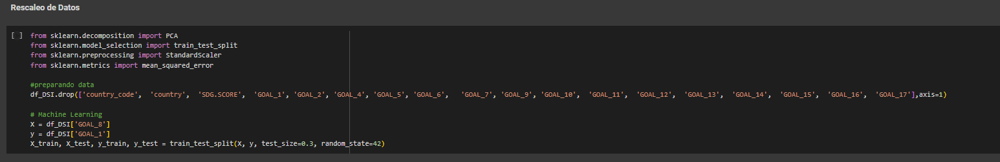 Rescaleo de Datos
[ ] from sklearn.decomposition import PCA
from sklearn.model_selection import train_test_split
from sklearn.preprocessing import StandardScaler
from sklearn.metrics import mean_squared_error
#preparando data
df_DSI.drop(['country_code', 'country', 'SDG.SCORE', 'GOAL_1', 'GOAL_2', 'GOAL_4', 'GOAL_5', 'GOAL_6', 'GOAL_7', 'GOAL_9', 'GOAL_10', 'GOAL_11', 'GOAL_12', 'GOAL_13', 'GOAL_14', 'GOAL_15', 'GOAL_16', 'GOAL_17'],axis=1)
# Machine Learning
X = df_DSI['GOAL_8']
y = df_DSI['GOAL_1']
X_train, X_test, y_train, y_test = train_test_split(X, y, test_size=0.3, random_state=42)